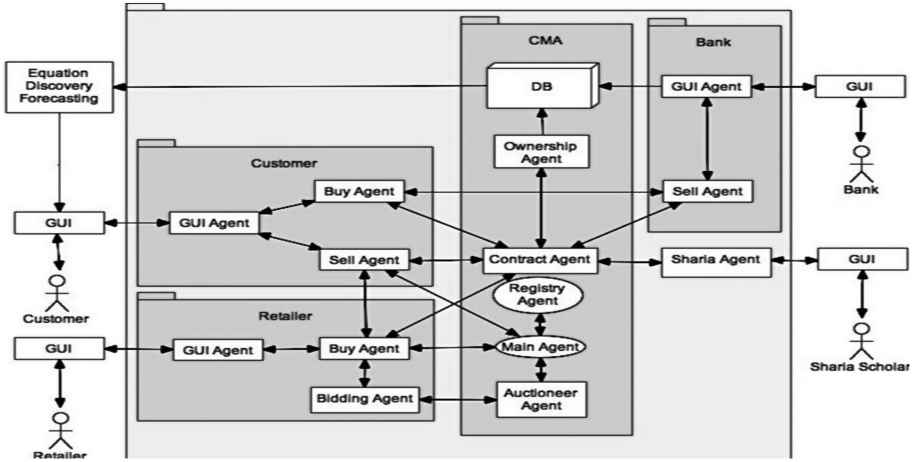 CMA
Bank
Equation
Discovery
Forecasting
DB
GUI Agent
GUI
Ownership
Agent
Customer
Buy Agent
Sell Agent
Bank
GUI
GUI Agent
Sell Agent
Contract Agent
Sharia Agent
GUI
Registry
Agent
Customer
Retailer
GUI
GUI Agent
Buy Agent
Main Agent
Sharia Scholar
Bidding Agent
Auctioneer
Agent
Retailer